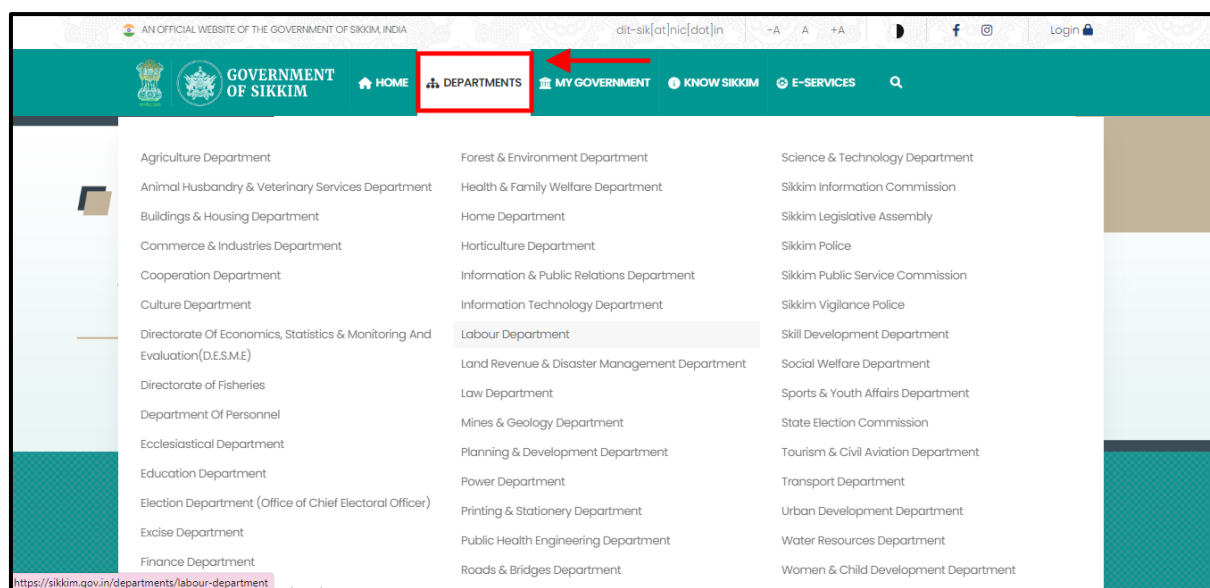 AN OFFICIAL WEBSITE OF THE GOVERNMENT OF SIKKIM, INDIA
dit-sik[at]nic[dot]in
-A A +A
Login
GOVERNMENT
OF SIKKIM
HOME
DEPARTMENTS
MY GOVERNMENT
KNOW SIKKIM
E-SERVICES
Agriculture Department
Animal Husbandry & Veterinary Services Department
Buildings & Housing Department
Commerce & Industries Department
Cooperation Department
Culture Department
Directorate Of Economics, Statistics & Monitoring And
Evaluation(D.E.S.M.E)
Directorate of Fisheries
Department Of Personnel
Ecclesiastical Department
Education Department
Election Department (Office of Chief Electoral Officer)
Excise Department
Finance Department
Forest & Environment Department
Health & Family Welfare Department
Home Department
Horticulture Department
Information & Public Relations Department
Information Technology Department
Labour Department
Land Revenue & Disaster Management Department
Law Department
Mines & Geology Department
Planning & Development Department
Power Department
Printing & Stationery Department
Public Health Engineering Department
Roads & Bridges Department
Science & Technology Department
Sikkim Information Commission
Sikkim Legislative Assembly
Sikkim Police
Sikkim Public Service Commission
Sikkim Vigilance Police
Skill Development Department
Social Welfare Department
Sports & Youth Affairs Department
State Election Commission
Tourism & Civil Aviation Department
Transport Department
Urban Development Department
Water Resources Department
Women & Child Development Department
https://sikkim.gov.in/departments/labour-department